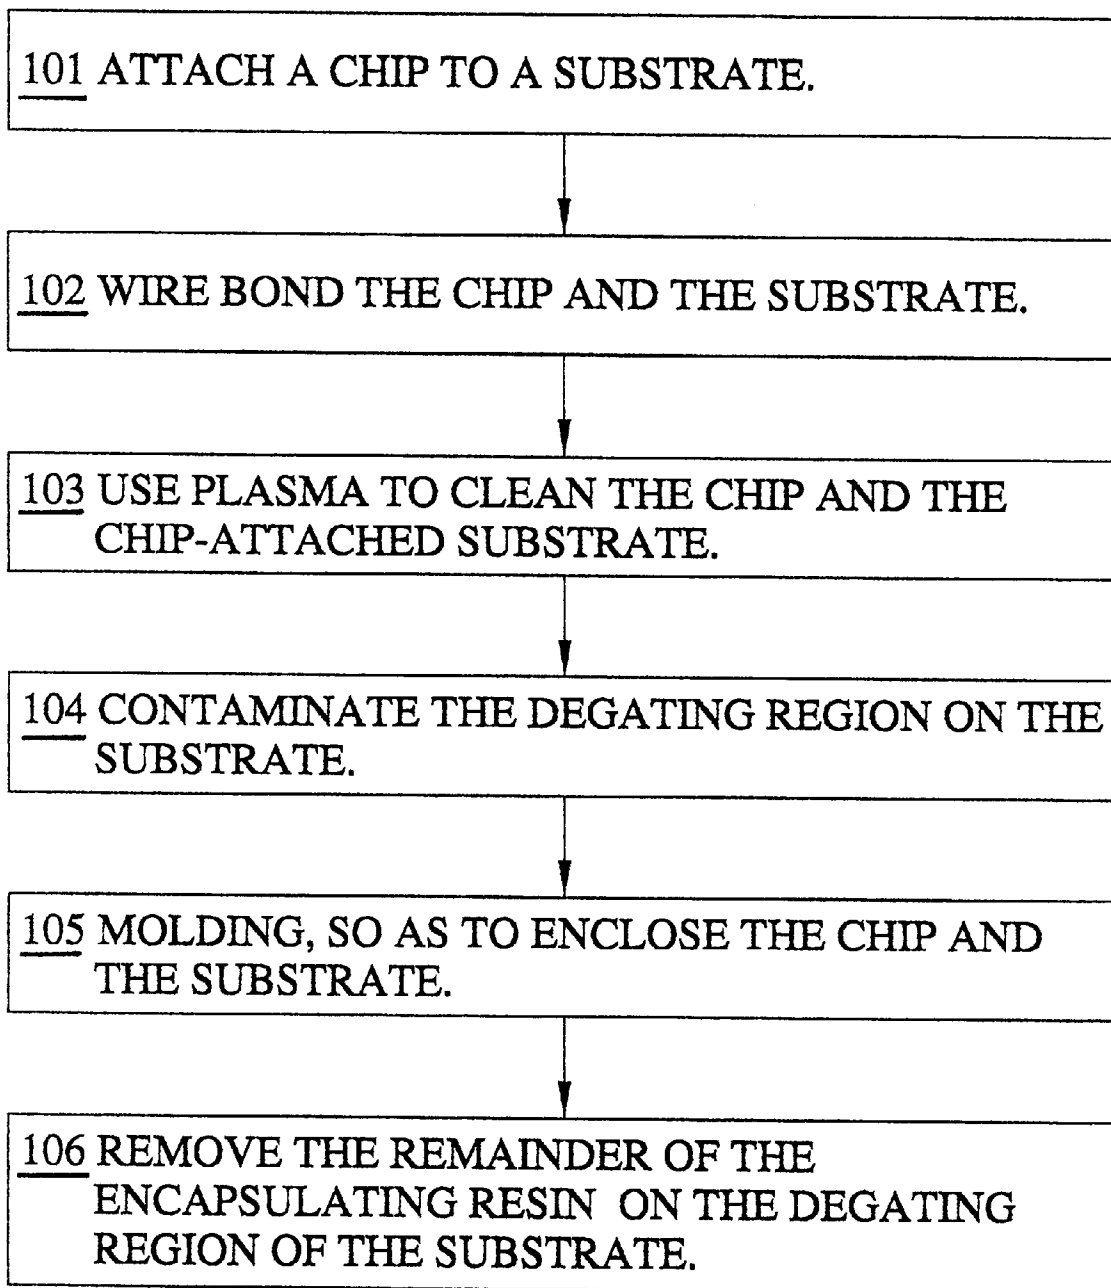 101 ATTACH A CHIP TO A SUBSTRATE.
102 WIRE BOND THE CHIP AND THE SUBSTRATE.
103 USE PLASMA TO CLEAN THE CHIP AND THE
CHIP-ATTACHED SUBSTRATE.
104 CONTAMINATE THE DEGATING REGION ON THE
SUBSTRATE.
105 MOLDING, SO AS TO ENCLOSE THE CHIP AND
THE SUBSTRATE.
106 REMOVE THE REMAINDER OF THE
ENCAPSULATING RESIN ON THE DEGATING
REGION OF THE SUBSTRATE.